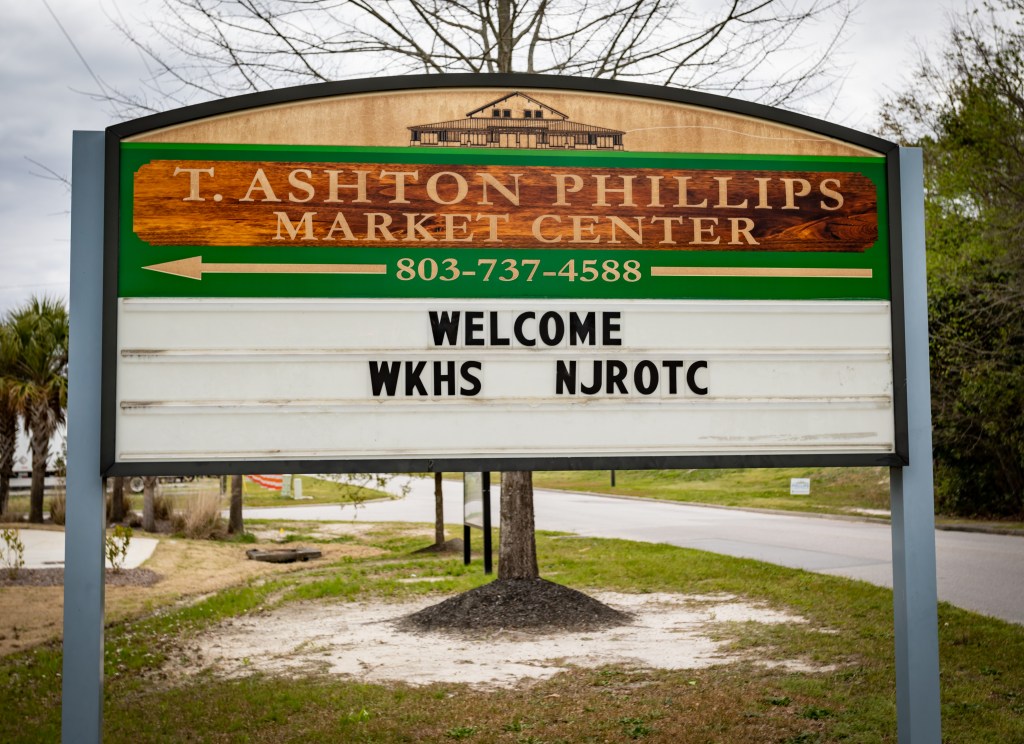 T. ASHTON PHILLIPS
MARKET CENTER
803-737-4588
WELCOME
WKHS NJROTC